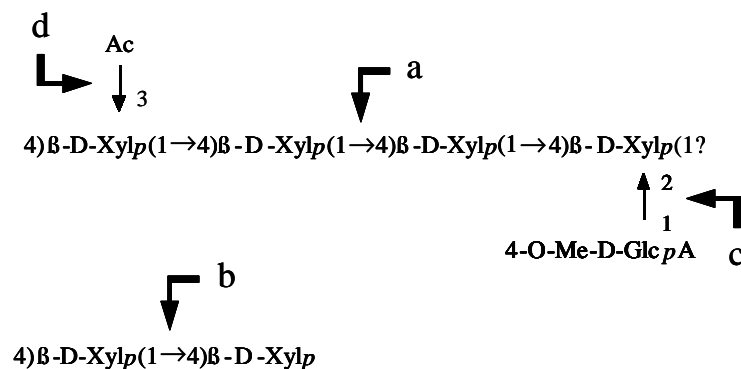 d
Ac
a
3
4)ß-D-Xylp(1→4)ß-D-Xylp(1→4)ß-D-Xylp(1→4)ß-D-Xylp(1?
2
1
4-O-Me-D-GlcpA
c
b
4)ß-D-Xylp(1→4)ß-D-Xylp